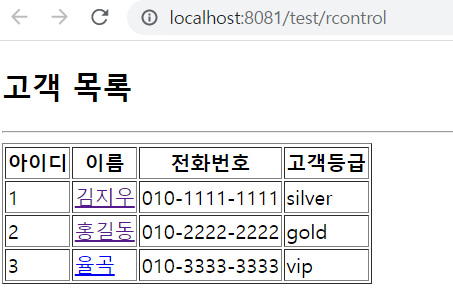 localhost:8081/test/rcontrol
고객 목록
아이디 이름 전화번호 고객등급
1 김지우 010-1111-1111 silver
2 홍길동 010-2222-2222 gold
3 율곡 010-3333-3333 vip